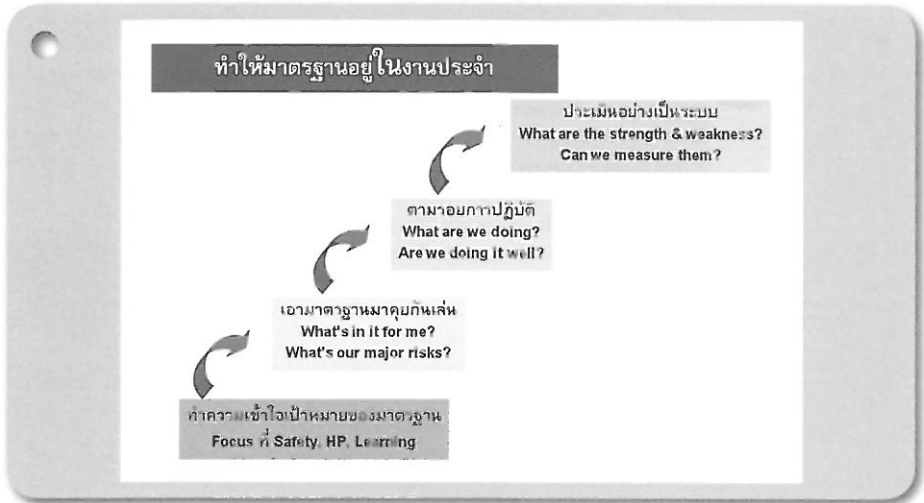 ทำให้มาตรฐานอยู่ในงานประจำ
ประเมินอย่างเป็นระบบ
What are the strength & weakness?
Can we measure them?
ตามรอยการปฏิบัติ
What are we doing?
Are we doing it well?
เอามาตรฐานมาคุยกันเล่น
What's in it for me?
What's our major risks?
ทำความเข้าใจเป้าหมายของมาตรฐาน
Focus ที่ Safety, HP, Learning